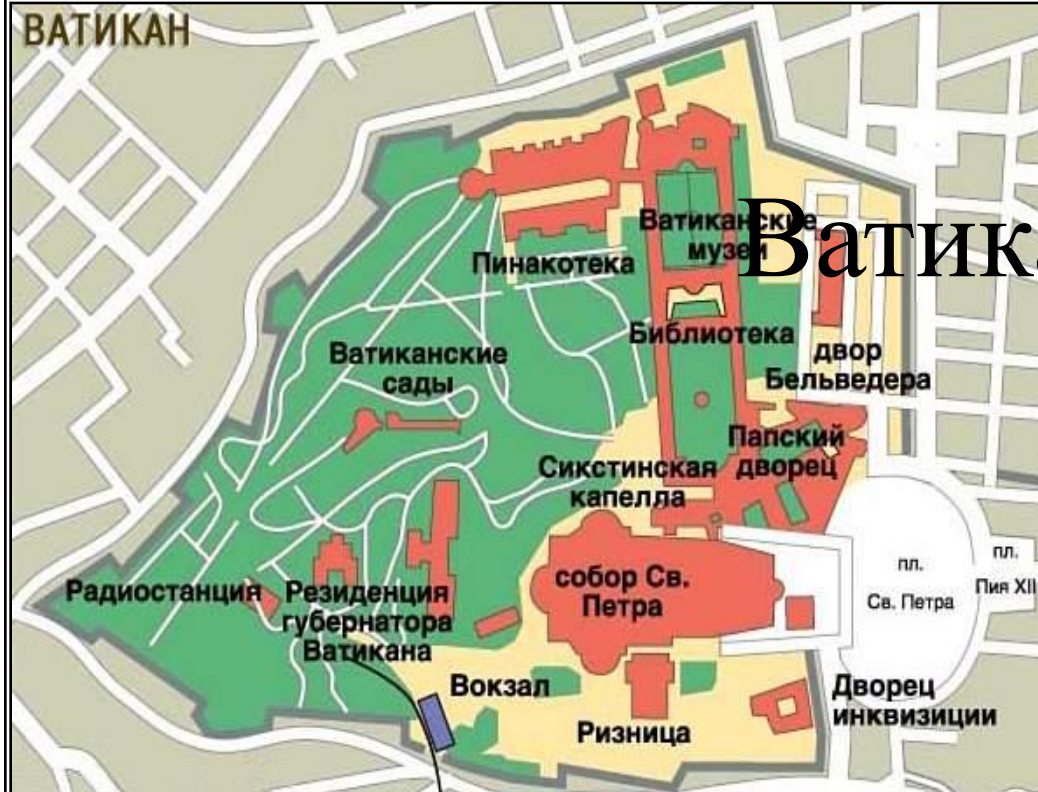 ВАТИКАН
Ватиканские
музеи
Ватик
Пинакотека
Библиотека
двор
Бельведера
Ватиканские
сады
Папский
дворец
Сикстинская
капелла
пл.
Св. Петра
пл.
Пия XII
собор Св.
Петра
Радиостанция
Резиденция
губернатора
Ватикана
Вокзал
Ризница
Дворец
инквизиции